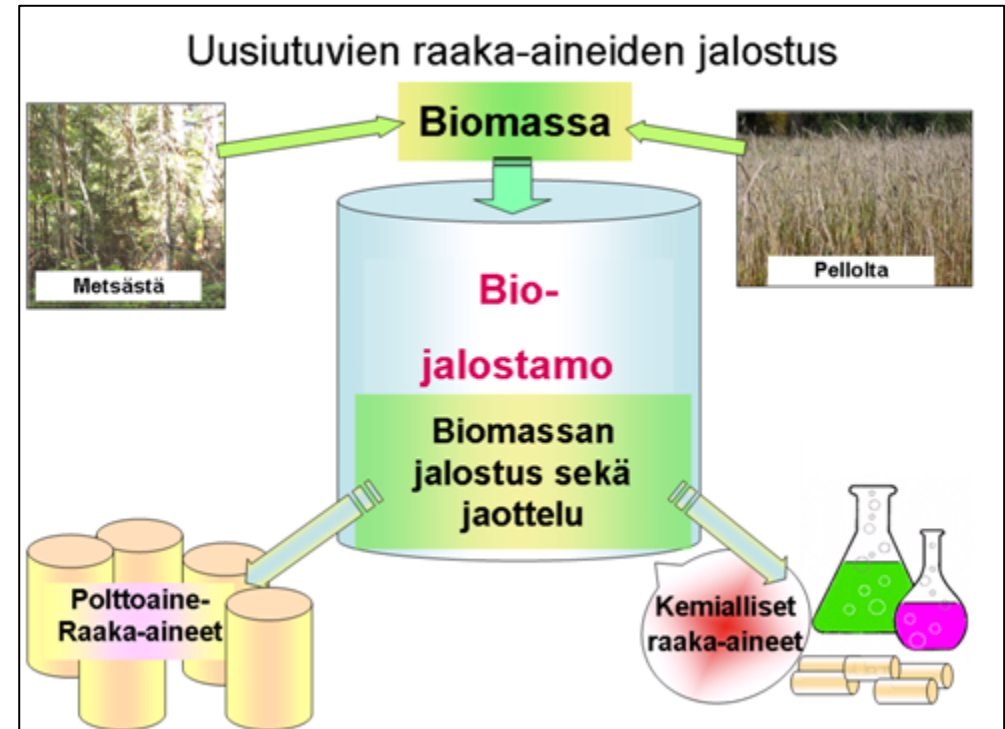 Uusiutuvien raaka-aineiden jalostus
Biomassa
Metsästä
Pellolta
Bio-
jalostamo
Biomassan
jalostus sekä
jaottelu
Polttoaine-
Raaka-aineet
Kemialliset
raaka-aineet